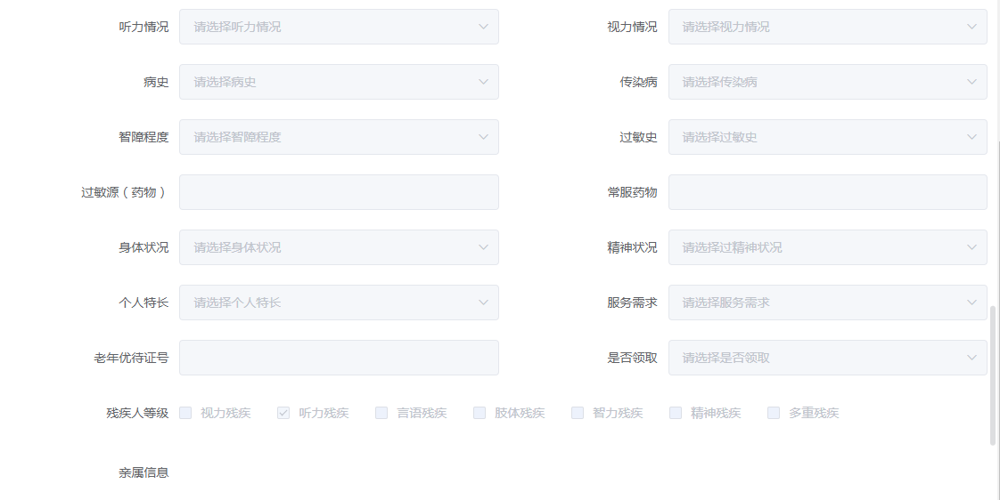 听力情况 请选择听力情况 视力情况 请选择视力情况
病史 请选择病史 传染病 请选择传染病
智障程度 请选择智障程度 过敏史 请选择过敏史
过敏源（药物） 常服药物
身体状况 请选择身体状况 精神状况 请选择过精神状况
个人特长 请选择个人特长 服务需求 请选择服务需求
老年优待证号 是否领取 请选择是否领取
残疾人等级 视力残疾 听力残疾 言语残疾 肢体残疾 智力残疾 精神残疾 多重残疾
亲属信息